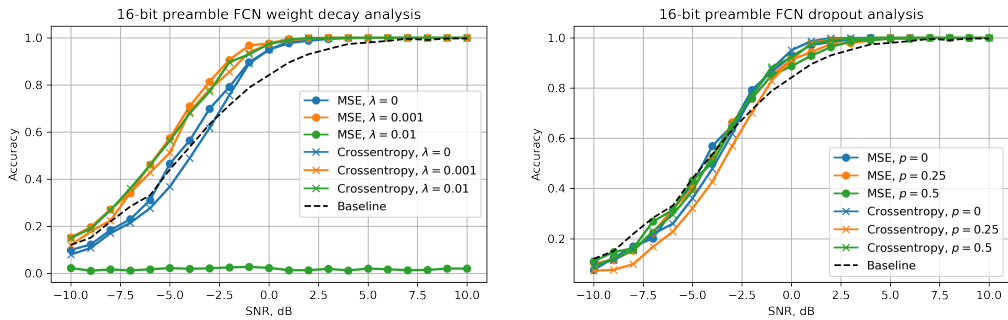 16-bit preamble FCN weight decay analysis
1.0
0.8
0.6
0.4
0.2
0.0
Accuracy
MSE, λ = 0
MSE, λ = 0.001
MSE, λ = 0.01
Crossentropy, λ = 0
Crossentropy, λ = 0.001
Crossentropy, λ = 0.01
Baseline
−10.0 −7.5 −5.0 −2.5 0.0 2.5 5.0 7.5 10.0
SNR, dB
16-bit preamble FCN dropout analysis
1.0
0.8
0.6
0.4
0.2
Accuracy
MSE, p = 0
MSE, p = 0.25
MSE, p = 0.5
Crossentropy, p = 0
Crossentropy, p = 0.25
Crossentropy, p = 0.5
Baseline
−10.0 −7.5 −5.0 −2.5 0.0 2.5 5.0 7.5 10.0
SNR, dB